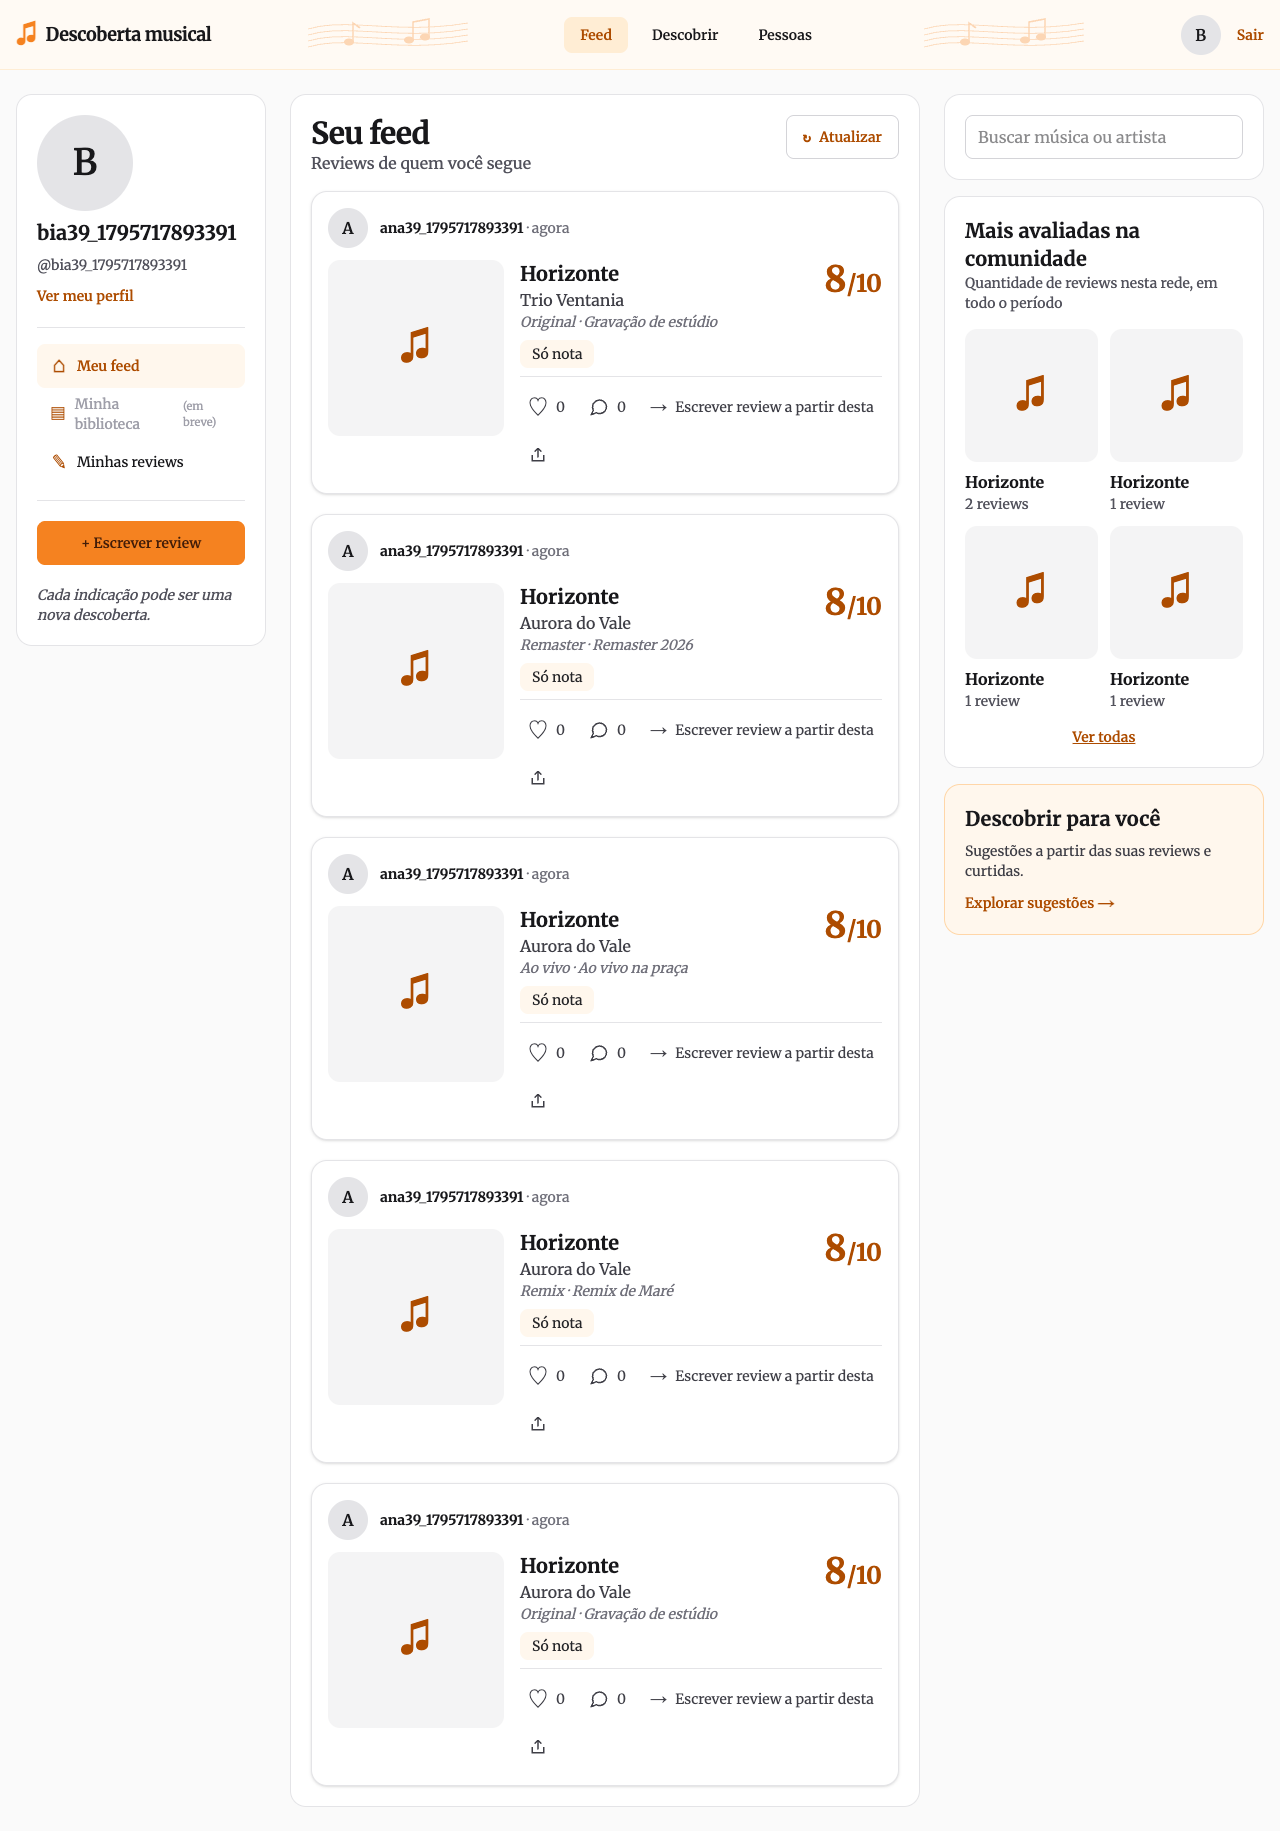 Descoberta musical
Feed
Descobrir
Pessoas
B
Sair
B
bia39_1795717893391
@bia39_1795717893391
Ver meu perfil
Meu feed
Minha
biblioteca
(em
breve)
Minhas reviews
+ Escrever review
Cada indicação pode ser uma
nova descoberta.
Seu feed
Reviews de quem você segue
Atualizar
A
ana39_1795717893391 · agora
Horizonte
8/10
Trio Ventania
Original · Gravação de estúdio
Só nota
0
0
→ Escrever review a partir desta
A
ana39_1795717893391 · agora
Horizonte
8/10
Aurora do Vale
Remaster · Remaster 2026
Só nota
0
0
→ Escrever review a partir desta
A
ana39_1795717893391 · agora
Horizonte
8/10
Aurora do Vale
Ao vivo · Ao vivo na praça
Só nota
0
0
→ Escrever review a partir desta
A
ana39_1795717893391 · agora
Horizonte
8/10
Aurora do Vale
Remix · Remix de Maré
Só nota
0
0
→ Escrever review a partir desta
A
ana39_1795717893391 · agora
Horizonte
8/10
Aurora do Vale
Original · Gravação de estúdio
Só nota
0
0
→ Escrever review a partir desta
Buscar música ou artista
Mais avaliadas na
comunidade
Quantidade de reviews nesta rede, em
todo o período
Horizonte
2 reviews
Horizonte
1 review
Horizonte
1 review
Horizonte
1 review
Ver todas
Descobrir para você
Sugestões a partir das suas reviews e
curtidas.
Explorar sugestões →